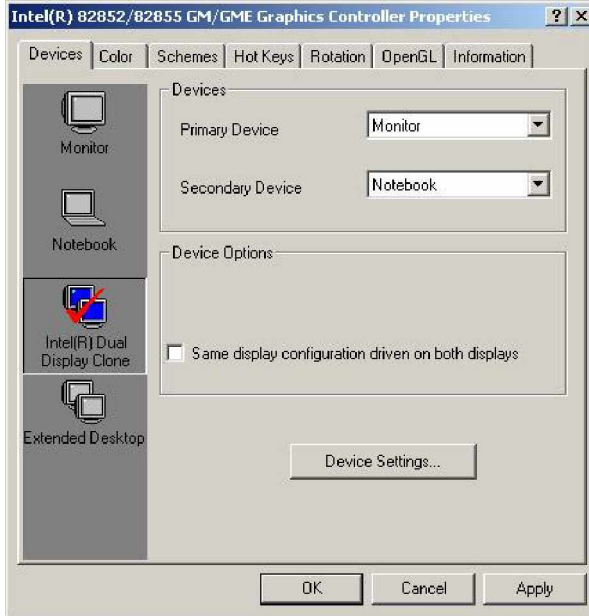 Intel(R) 82852/82855 GM/GME Graphics Controller Properties
Devices
Color
Schemes
Hot Keys
Rotation
OpenGL
Information
Monitor
Notebook
Intel(R) Dual
Display Clone
Extended Desktop
Devices
Primary Device
Monitor
Secondary Device
Notebook
Device Options
Same display configuration driven on both displays
Device Settings...
OK
Cancel
Apply